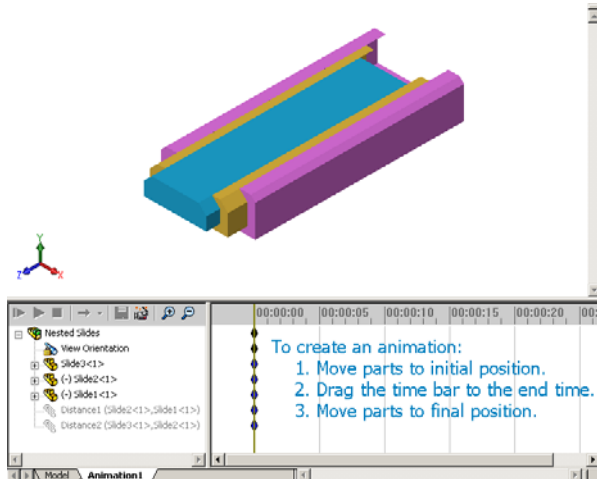 Y
Z
X
00:00:00
00:00:05
00:00:10
00:00:15
00:00:20
00:
Nested Slides
View Orientation
Slide3<1>
(-) Slide2<1>
(-) Slide1<1>
Distance1 (Slide2<1>,Slide1<1>)
Distance2 (Slide3<1>,Slide2<1>)
To create an animation:
1. Move parts to initial position.
2. Drag the time bar to the end time.
3. Move parts to final position.
Model
Animation1